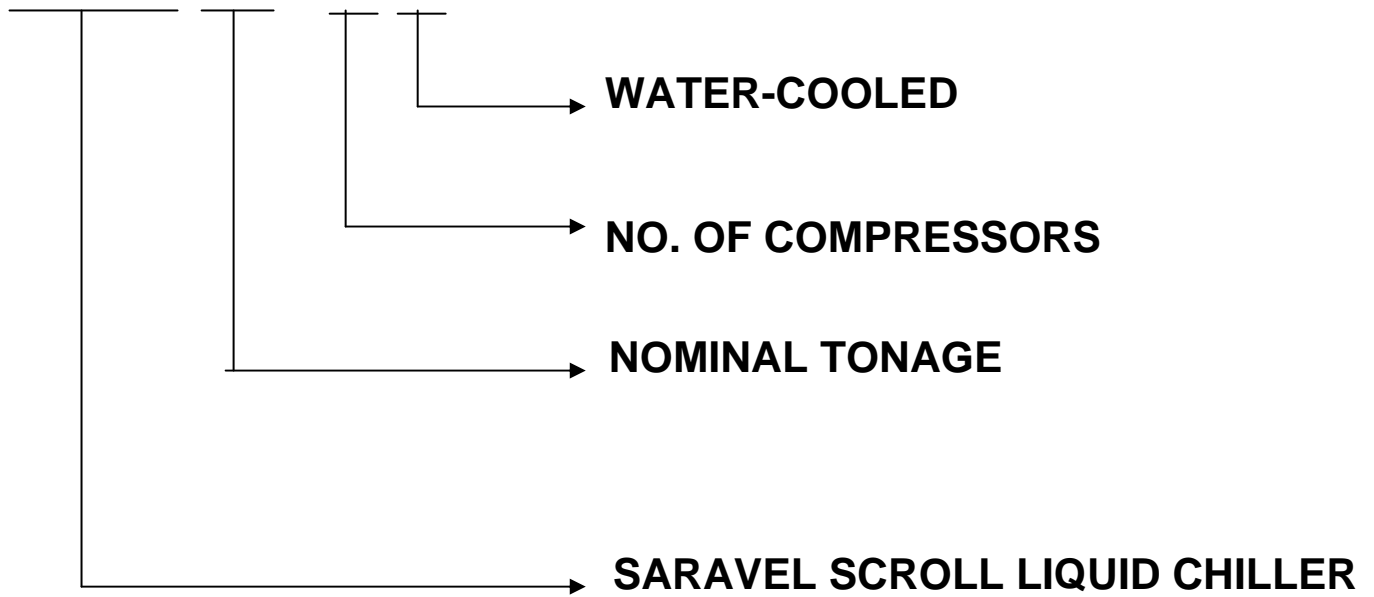 WATER-COOLED
NO. OF COMPRESSORS
NOMINAL TONAGE
SARAVEL SCROLL LIQUID CHILLER